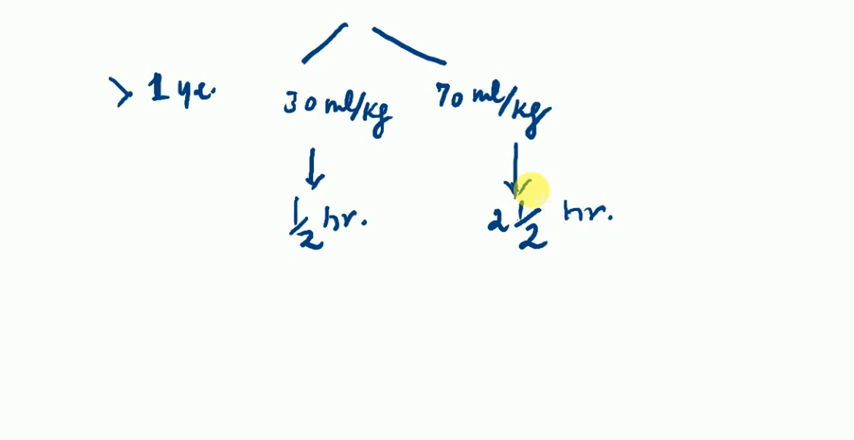 > 1 yr. 30 ml/kg 70 ml/kg
↓ ↓
1/2 hr. 2 1/2 hr.